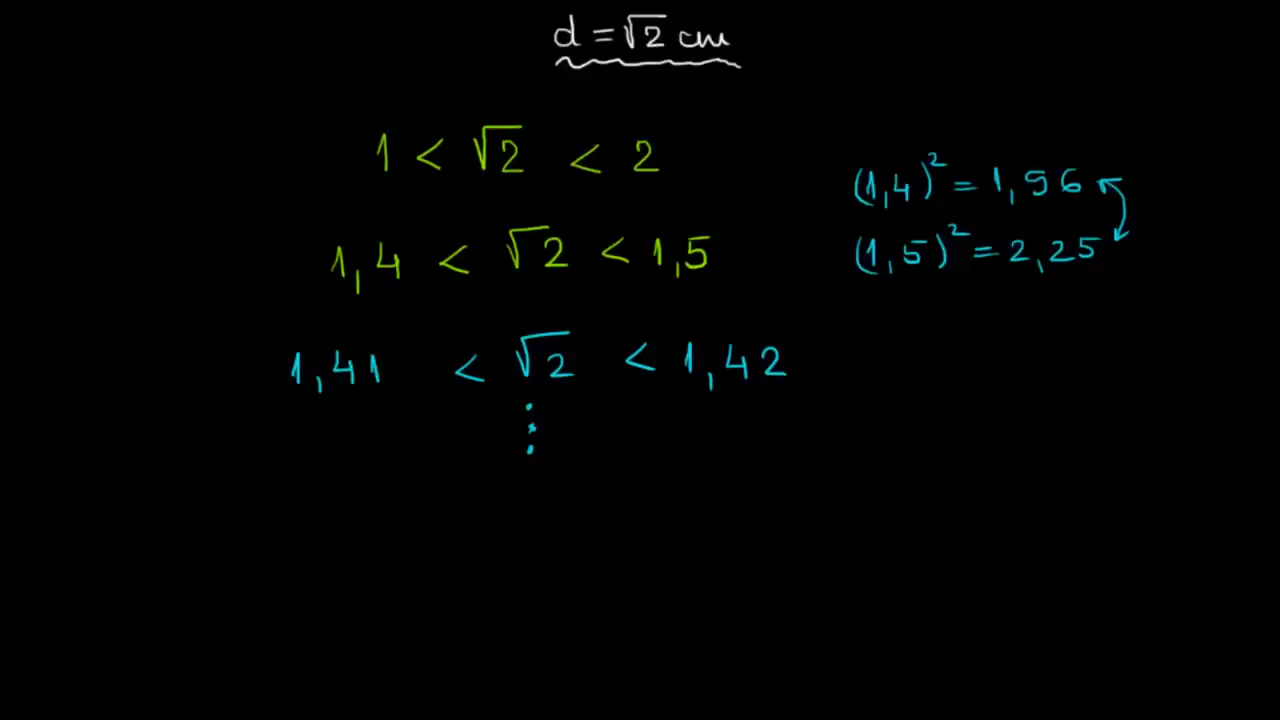 d = √2 cm
1 < √2 < 2
(1,4)² = 1,96
1,4 < √2 < 1,5
(1,5)² = 2,25
1,41 < √2 < 1,42
⋮